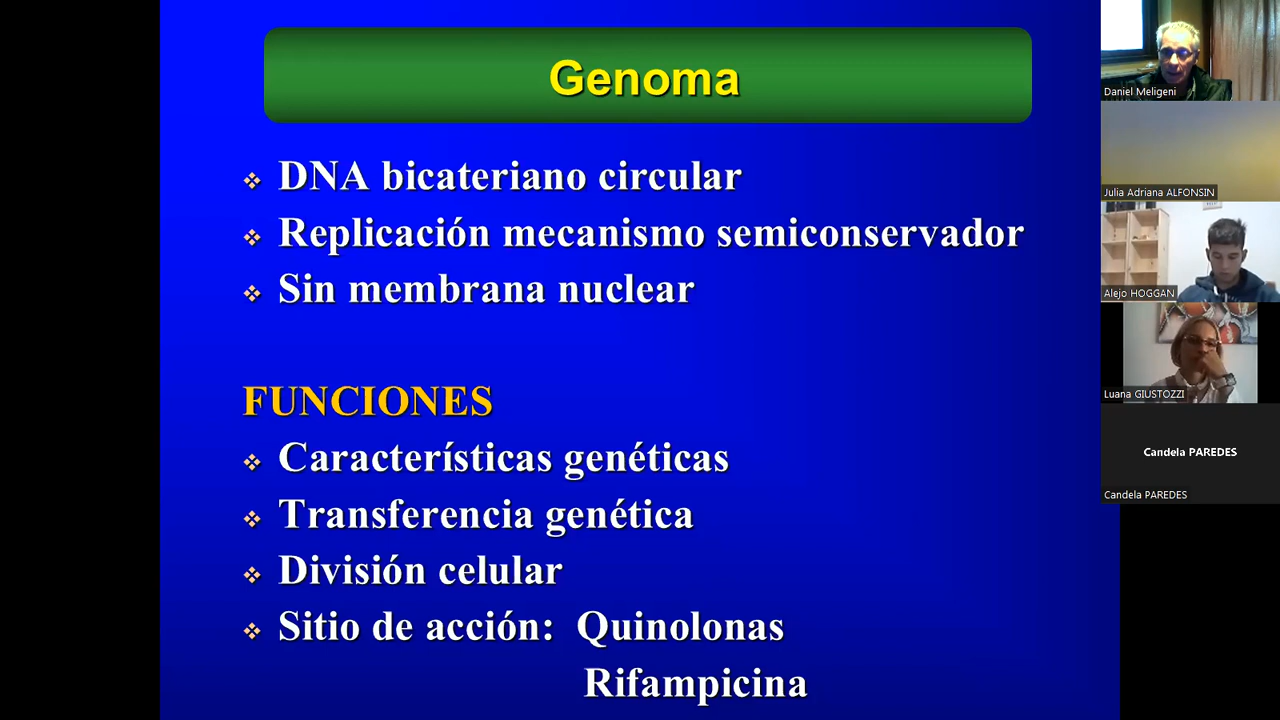 Genoma
DNA bicateriano circular
Replicación mecanismo semiconservador
Sin membrana nuclear
FUNCIONES
Características genéticas
Transferencia genética
División celular
Sitio de acción: Quinolonas
Rifampicina
Daniel Meligeni
Julia Adriana ALFONSIN
Alejo HOGGAN
Luana GIUSTOZZI
Candela PAREDES
Candela PAREDES